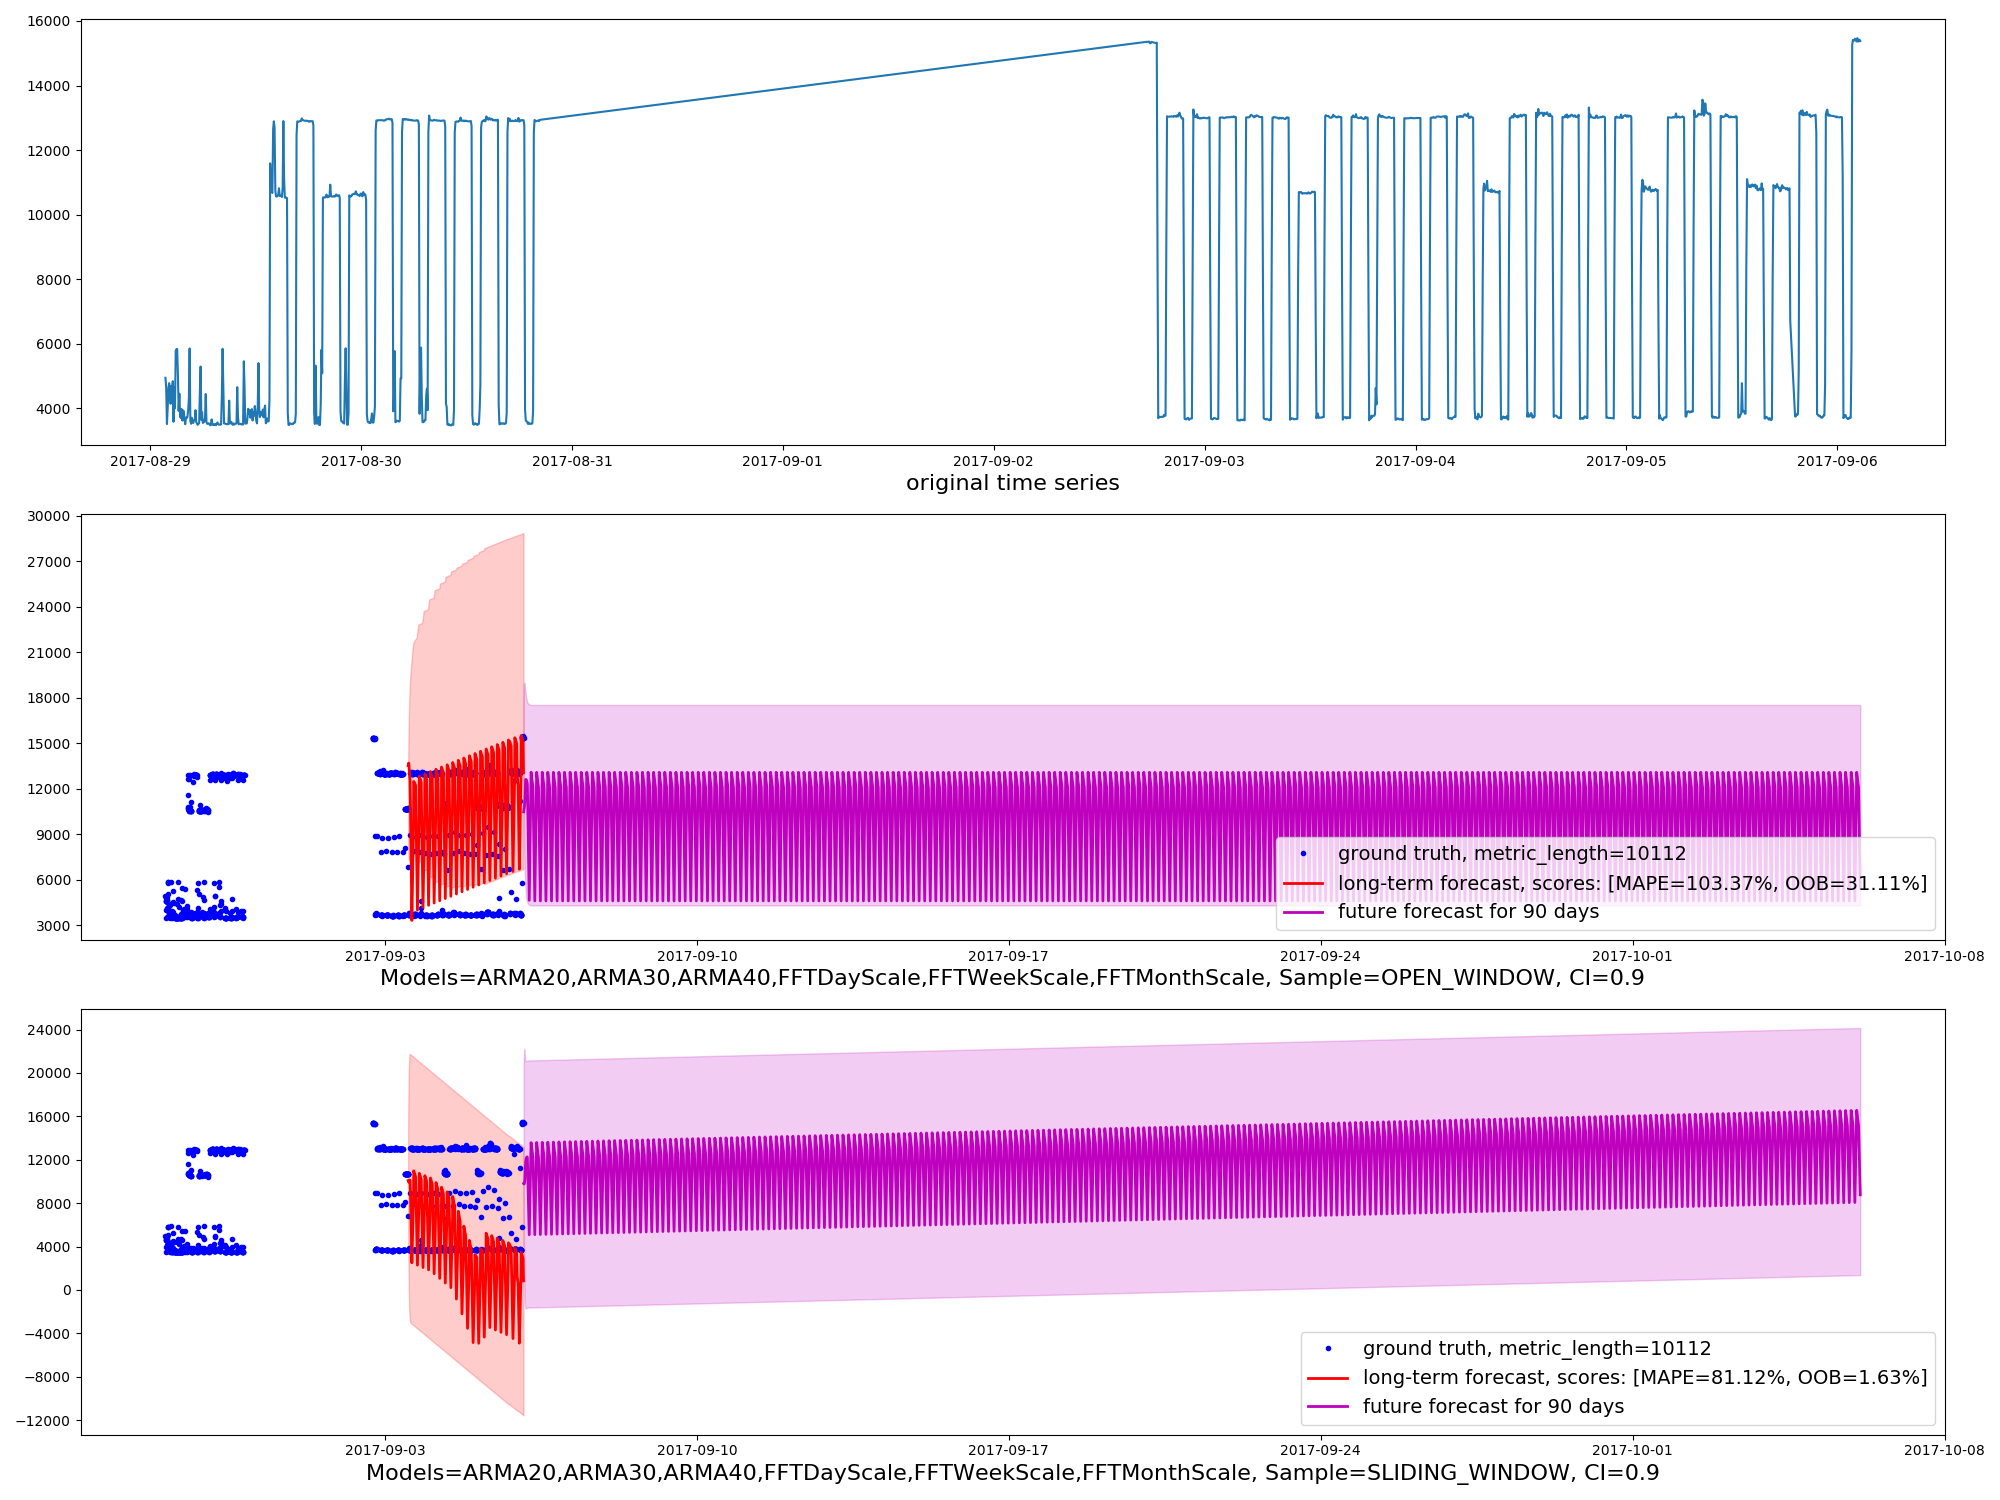 16000
14000
12000
10000
8000
6000
4000
2017-08-29 2017-08-30 2017-08-31 2017-09-01 2017-09-02 2017-09-03 2017-09-04 2017-09-05 2017-09-06
original time series
30000
27000
24000
21000
18000
15000
12000
9000
6000
3000
ground truth, metric_length=10112
long-term forecast, scores: [MAPE=103.37%, OOB=31.11%]
future forecast for 90 days
2017-09-03 2017-09-10 2017-09-17 2017-09-24 2017-10-01 2017-10-08
Models=ARMA20,ARMA30,ARMA40,FFTDayScale,FFTWeekScale,FFTMonthScale, Sample=OPEN_WINDOW, CI=0.9
24000
20000
16000
12000
8000
4000
0
−4000
−8000
−12000
ground truth, metric_length=10112
long-term forecast, scores: [MAPE=81.12%, OOB=1.63%]
future forecast for 90 days
2017-09-03 2017-09-10 2017-09-17 2017-09-24 2017-10-01 2017-10-08
Models=ARMA20,ARMA30,ARMA40,FFTDayScale,FFTWeekScale,FFTMonthScale, Sample=SLIDING_WINDOW, CI=0.9